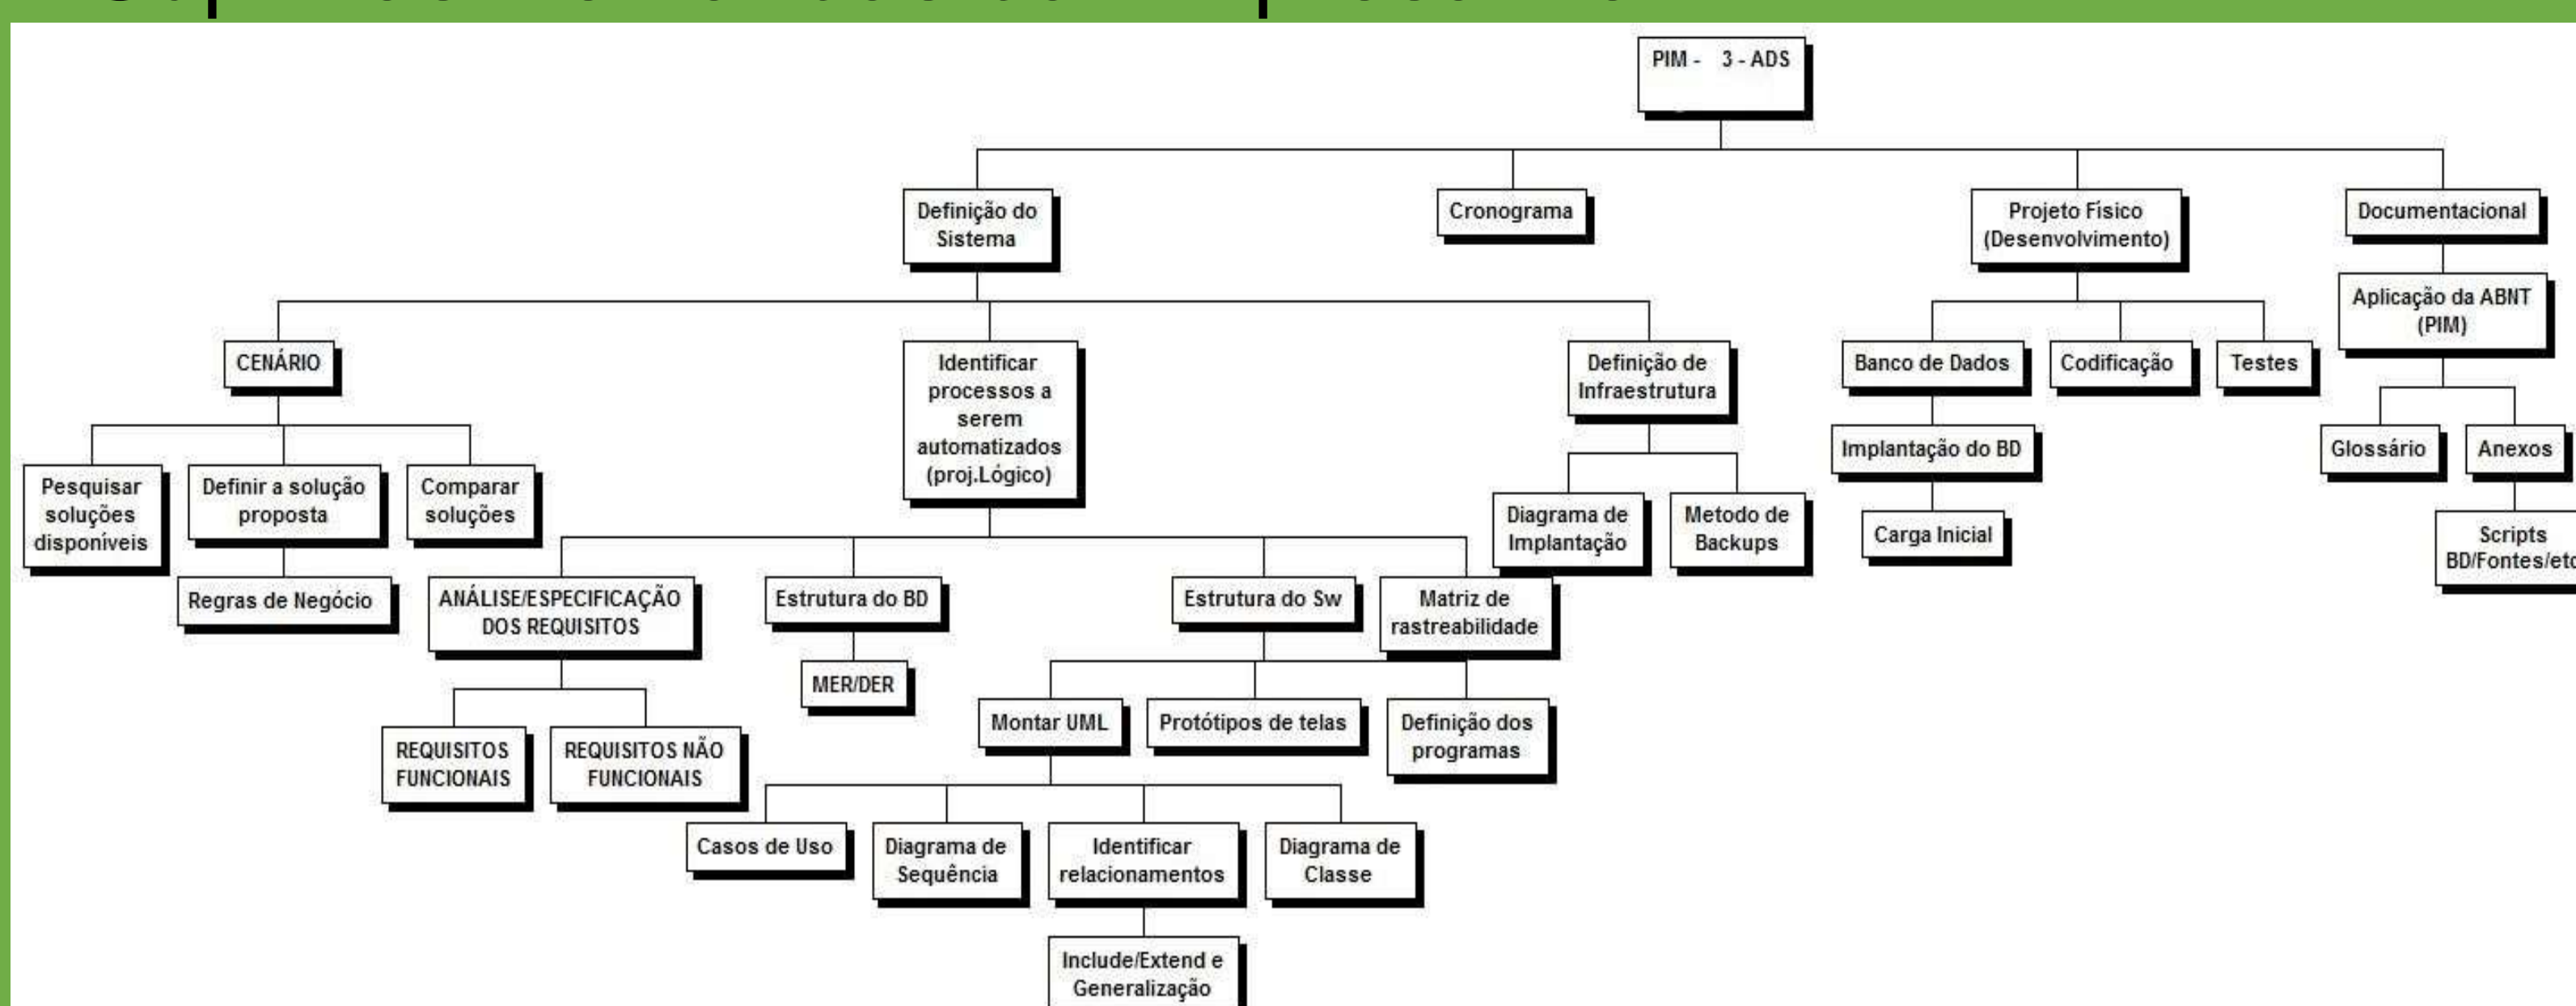 PIM - 3 - ADS
Definição do
Sistema
Cronograma
Projeto Físico
(Desenvolvimento)
Documentacional
Aplicação da ABNT
(PIM)
CENÁRIO
Identificar
processos a
serem
automatizados
(proj.Lógico)
Definição de
Infraestrutura
Banco de Dados
Codificação
Testes
Implantação do BD
Glossário
Anexos
Pesquisar
soluções
disponíveis
Definir a solução
proposta
Comparar
soluções
Diagrama de
Implantação
Metodo de
Backups
Carga Inicial
Scripts
BD/Fontes/etc
Regras de Negócio
ANÁLISE/ESPECIFICAÇÃO
DOS REQUISITOS
Estrutura do BD
Estrutura do Sw
Matriz de
rastreabilidade
MER/DER
Montar UML
Protótipos de telas
Definição dos
programas
REQUISITOS
FUNCIONAIS
REQUISITOS NÃO
FUNCIONAIS
Casos de Uso
Diagrama de
Sequência
Identificar
relacionamentos
Diagrama de
Classe
Include/Extend e
Generalização